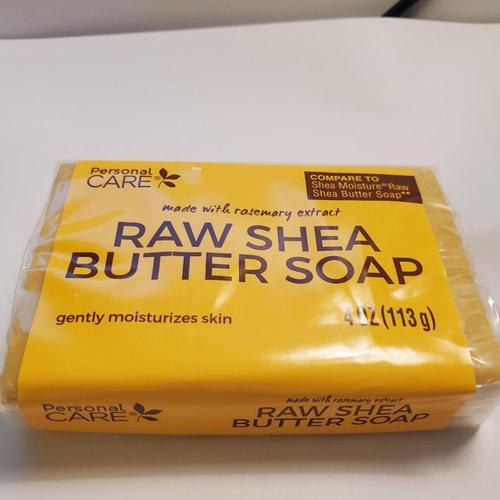 Personal
CARE®
COMPARE TO
Shea Moisture® Raw
Shea Butter Soap**
made with rosemary extract
RAW SHEA
BUTTER SOAP
gently moisturizes skin
4 OZ (113 g)
Personal
CARE®
made with rosemary extract
RAW SHEA
BUTTER SOAP